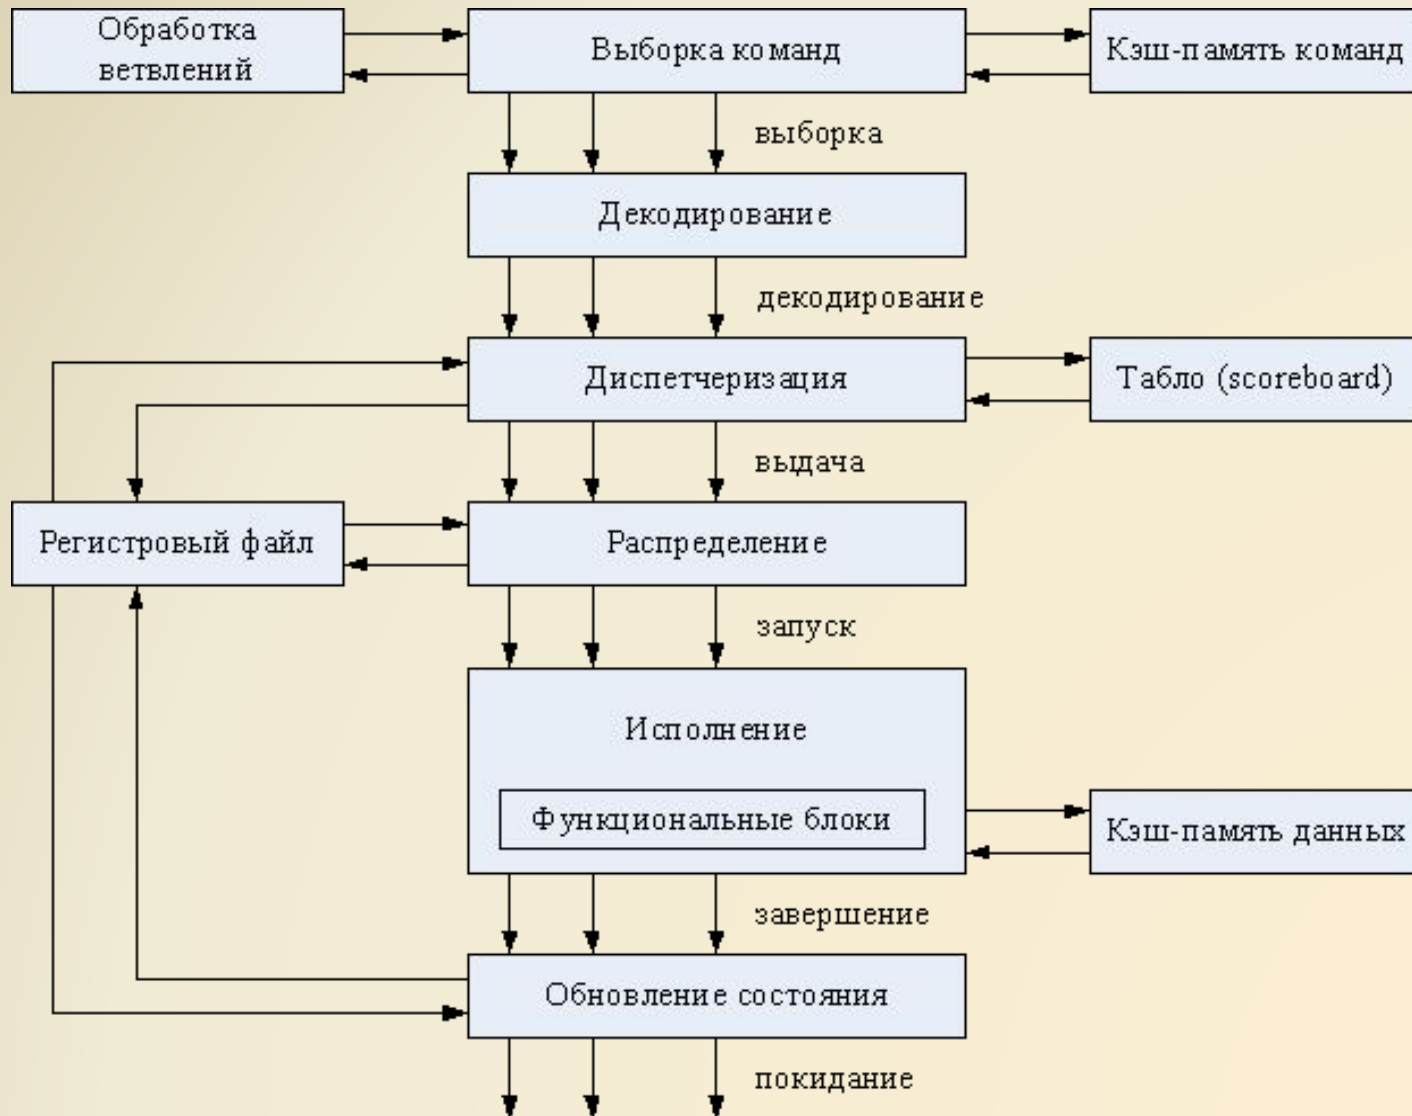 Обработка
ветвлений
Выборка команд
Кэш-память команд
выборка
Декодирование
декодирование
Диспетчеризация
Табло (scoreboard)
выдача
Регистровый файл
Распределение
запуск
Исполнение
Функциональные блоки
Кэш-память данных
завершение
Обновление состояния
покидание